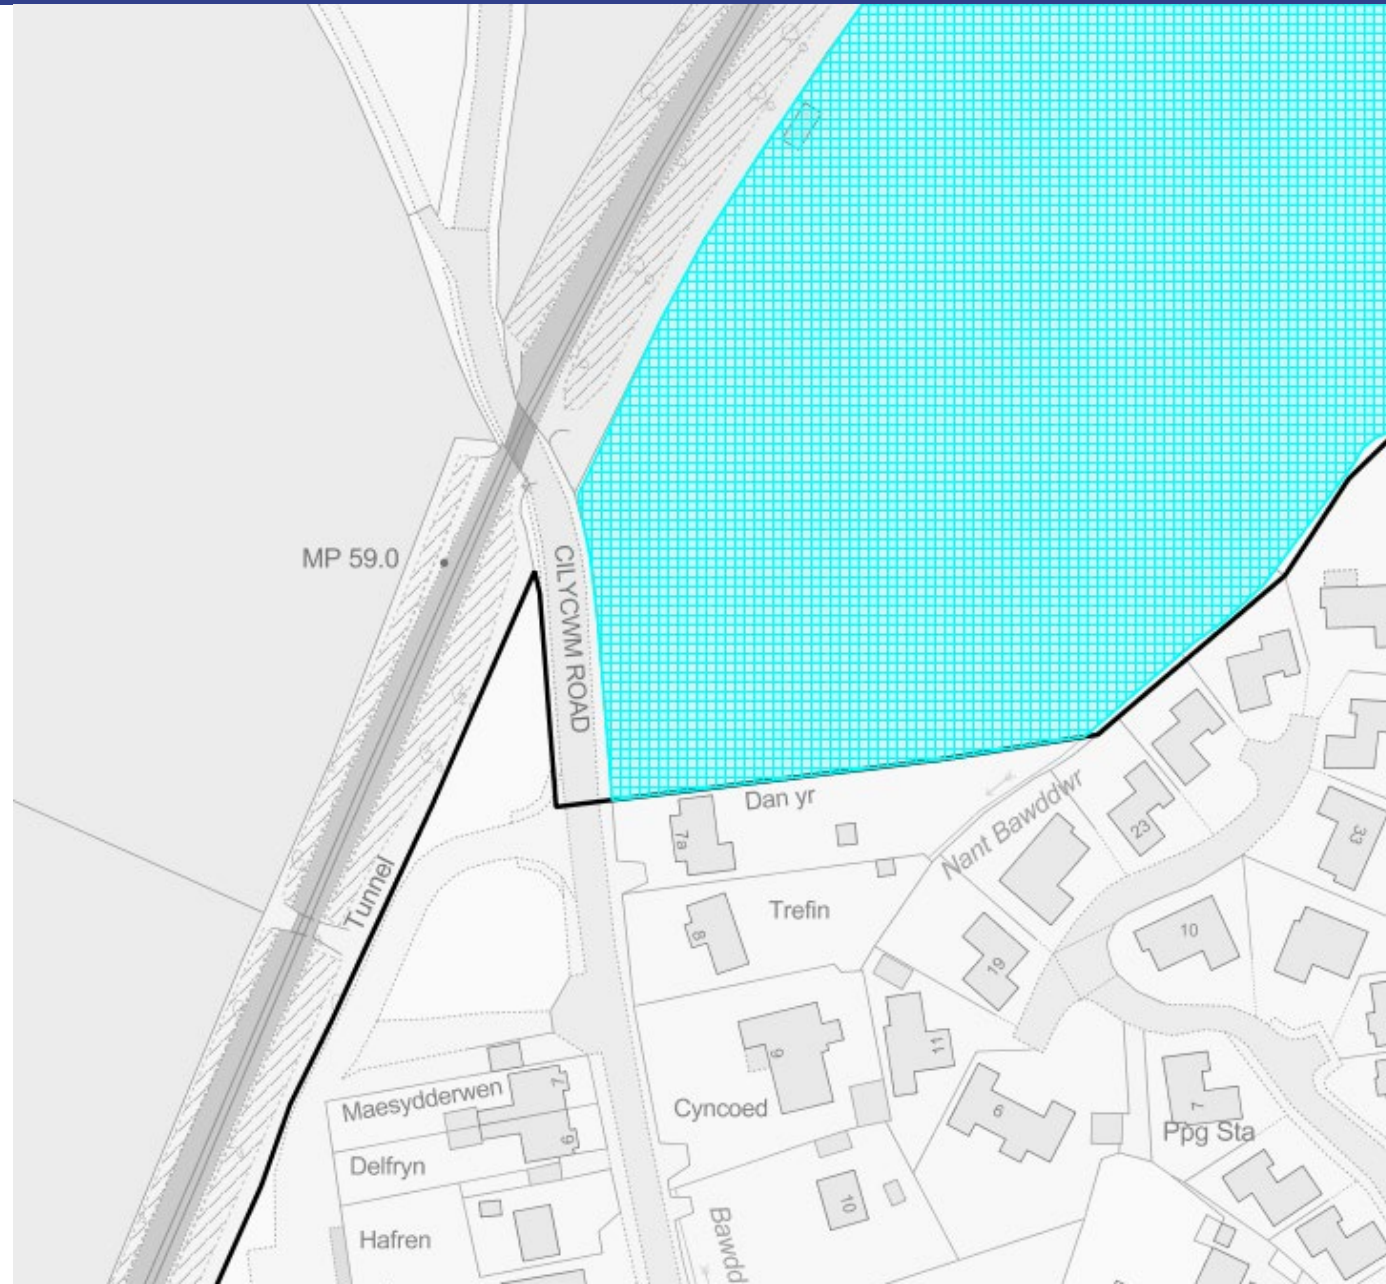 MP 59.0
CILYCWM ROAD
Dan yr
7a
Nant Bawddwr
23
33
Tunnel
Trefin
8
10
19
9
11
Maesydderwen
7
Cyncoed
6
7
Ppg Sta
6
Delfryn
10
Hafren
Bawdd